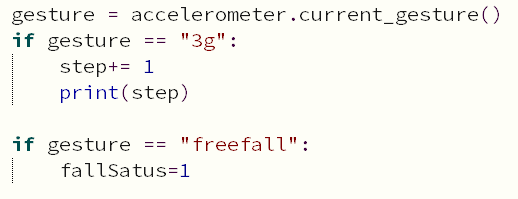 gesture = accelerometer.current_gesture()
if gesture == "3g":
    step+= 1
    print(step)

if gesture == "freefall":
    fallSatus=1